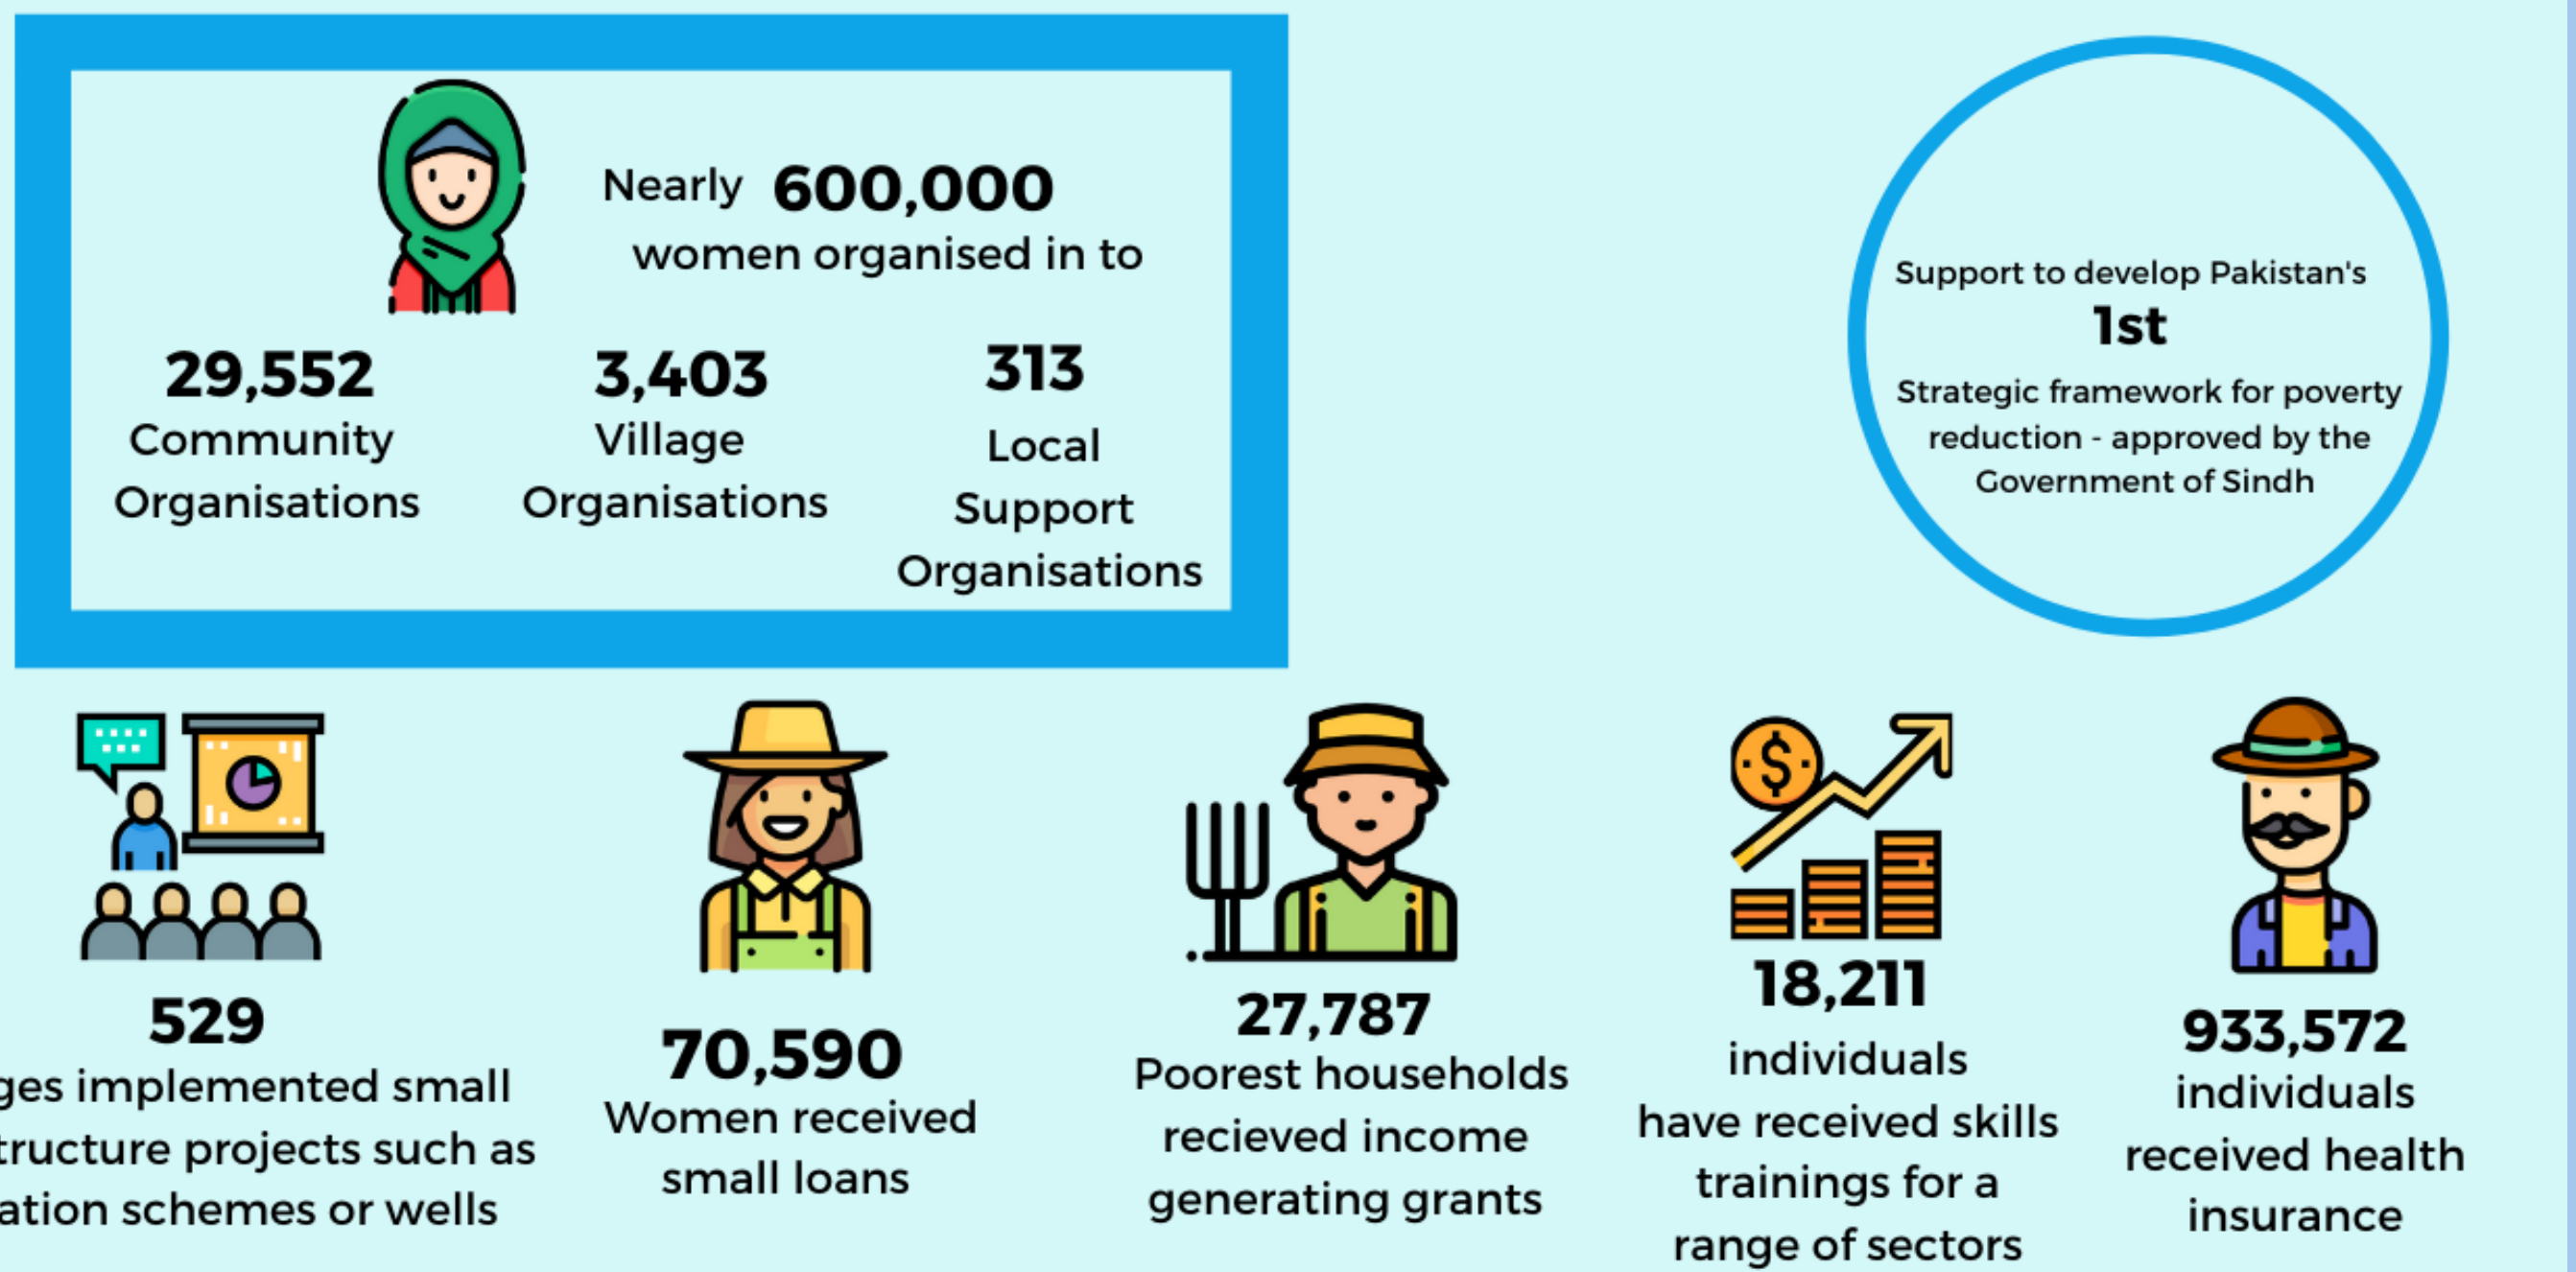 Nearly 600,000
women organised in to
29,552
Community
Organisations
3,403
Village
Organisations
313
Local
Support
Organisations
Support to develop Pakistan's
1st
Strategic framework for poverty
reduction - approved by the
Government of Sindh
529
ges implemented small
tructure projects such as
ation schemes or wells
70,590
Women received
small loans
27,787
Poorest households
recieved income
generating grants
18,211
individuals
have received skills
trainings for a
range of sectors
933,572
individuals
received health
insurance